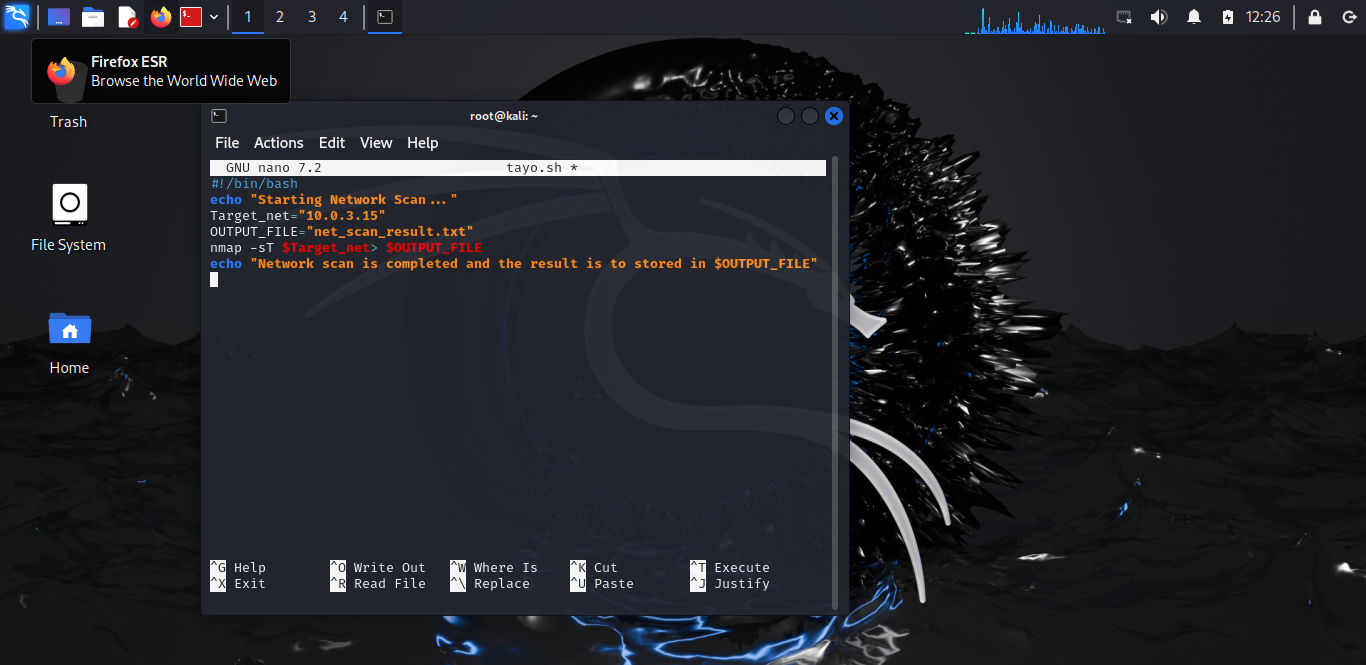 1 2 3 4 12:26
Firefox ESR
Browse the World Wide Web
Trash
File System
Home
root@kali: ~
File Actions Edit View Help
GNU nano 7.2 tayo.sh *
#!/bin/bash
echo "Starting Network Scan..."
Target_net="10.0.3.15"
OUTPUT_FILE="net_scan_result.txt"
nmap -sT $Target_net> $OUTPUT_FILE
echo "Network scan is completed and the result is to stored in $OUTPUT_FILE"
^G Help ^O Write Out ^W Where Is ^K Cut ^T Execute
^X Exit ^R Read File ^\ Replace ^U Paste ^J Justify